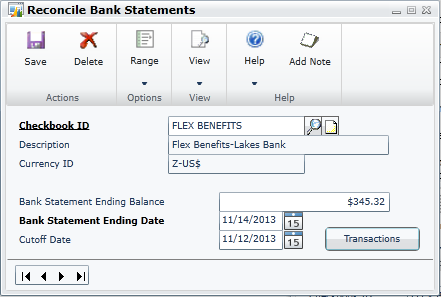 Reconcile Bank Statements
Save Delete Range View Help Add Note
Actions Options View Help
Checkbook ID FLEX BENEFITS
Description Flex Benefits-Lakes Bank
Currency ID Z-US$
Bank Statement Ending Balance $345.32
Bank Statement Ending Date 11/14/2013 15
Cutoff Date 11/12/2013 15
Transactions